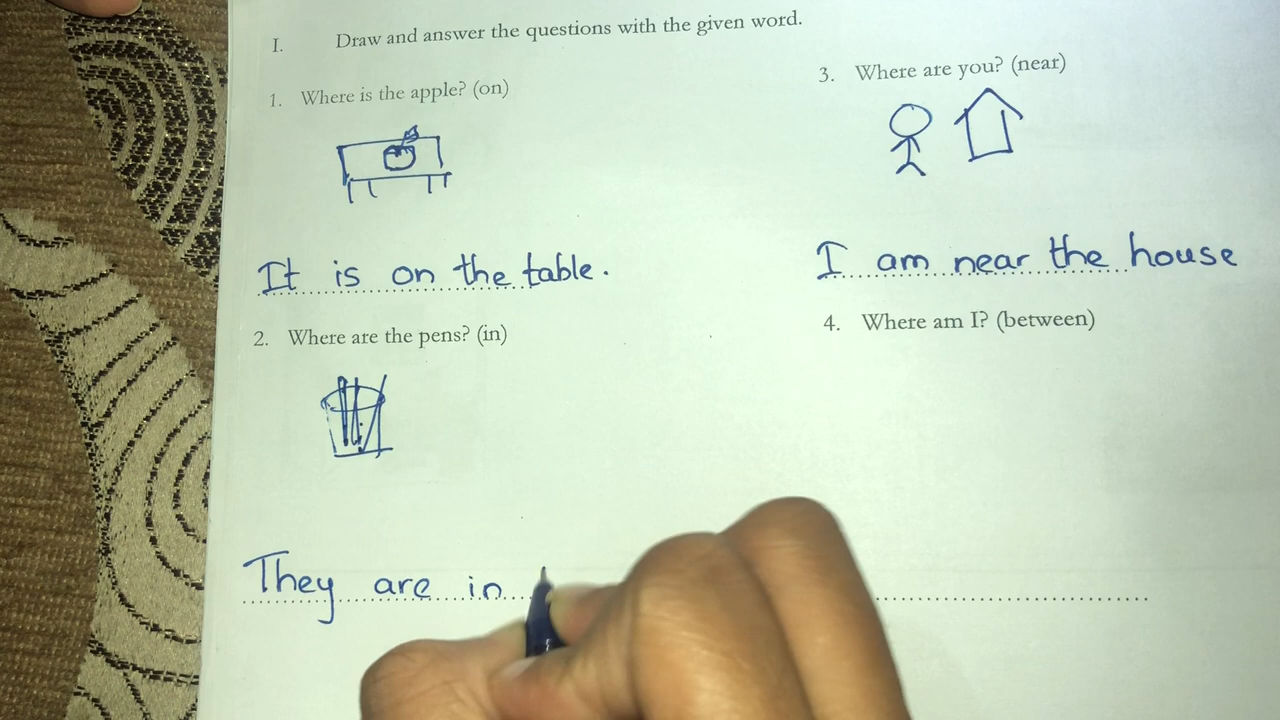 I. Draw and answer the questions with the given word.
1. Where is the apple? (on)
It is on the table.
2. Where are the pens? (in)
They are in
3. Where are you? (near)
I am near the house
4. Where am I? (between)